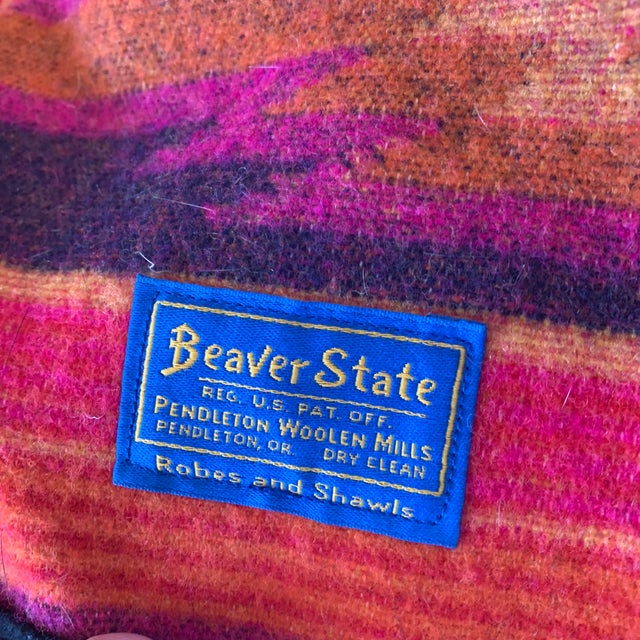 Beaver State
REG. U.S. PAT. OFF.
PENDLETON WOOLEN MILLS
PENDLETON, OR. DRY CLEAN
Robes and Shawls